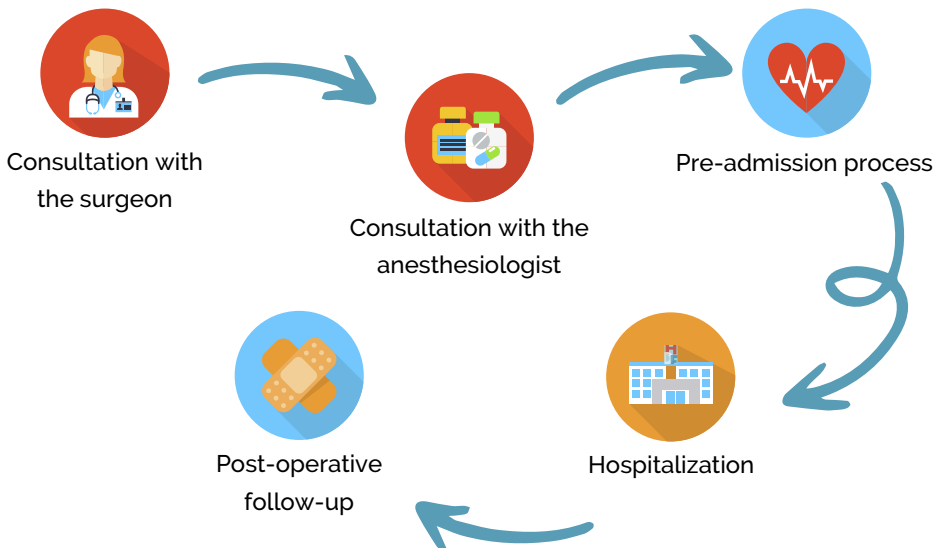 Consultation with
the surgeon
Consultation with the
anesthesiologist
Pre-admission process
Hospitalization
Post-operative
follow-up